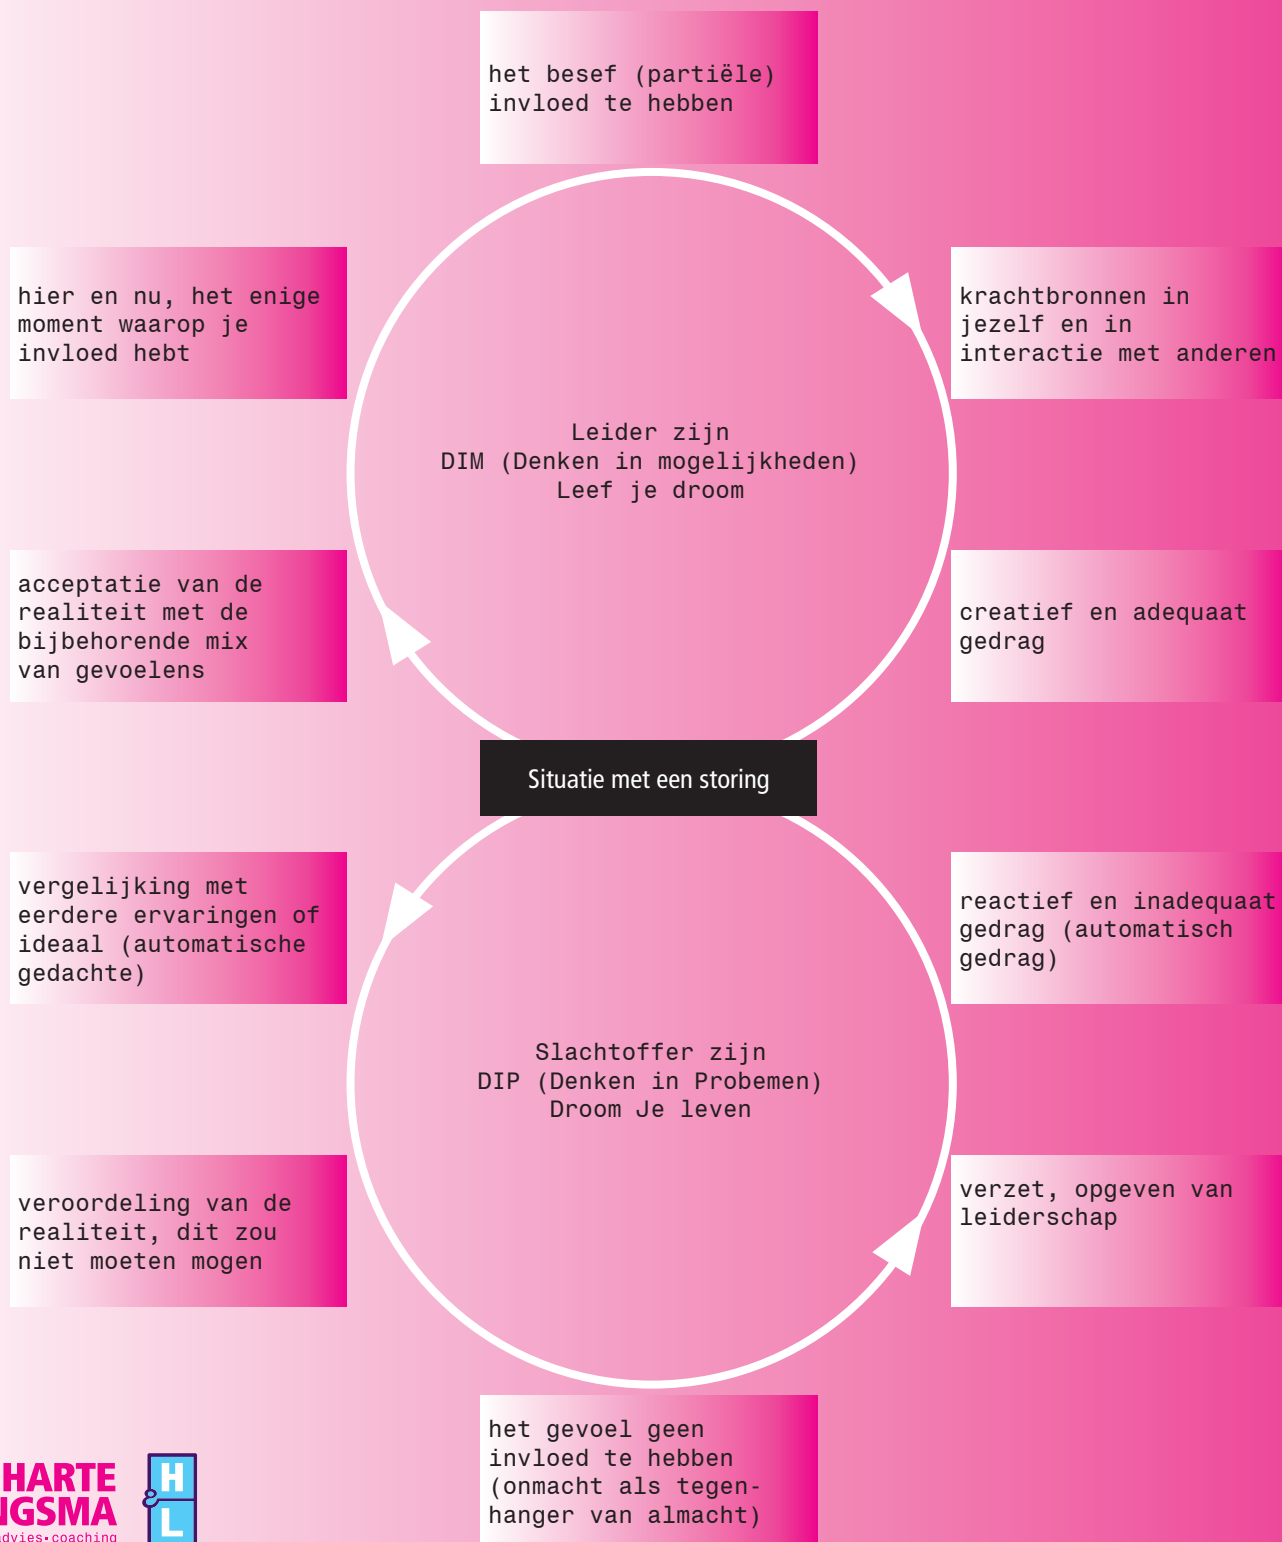 het besef (partiële)
invloed te hebben
hier en nu, het enige
moment waarop je
invloed hebt
krachtbronnen in
jezelf en in
interactie met anderen
Leider zijn
DIM (Denken in mogelijkheden)
Leef je droom
acceptatie van de
realiteit met de
bijbehorende mix
van gevoelens
creatief en adequaat
gedrag
Situatie met een storing
vergelijking met
eerdere ervaringen of
ideaal (automatische
gedachte)
reactief en inadequaat
gedrag (automatisch
gedrag)
Slachtoffer zijn
DIP (Denken in Probemen)
Droom Je leven
veroordeling van de
realiteit, dit zou
niet moeten mogen
verzet, opgeven van
leiderschap
het gevoel geen
invloed te hebben
(onmacht als tegen-
hanger van almacht)
HARTE
NGSMA
advies▪coaching
H
&
L